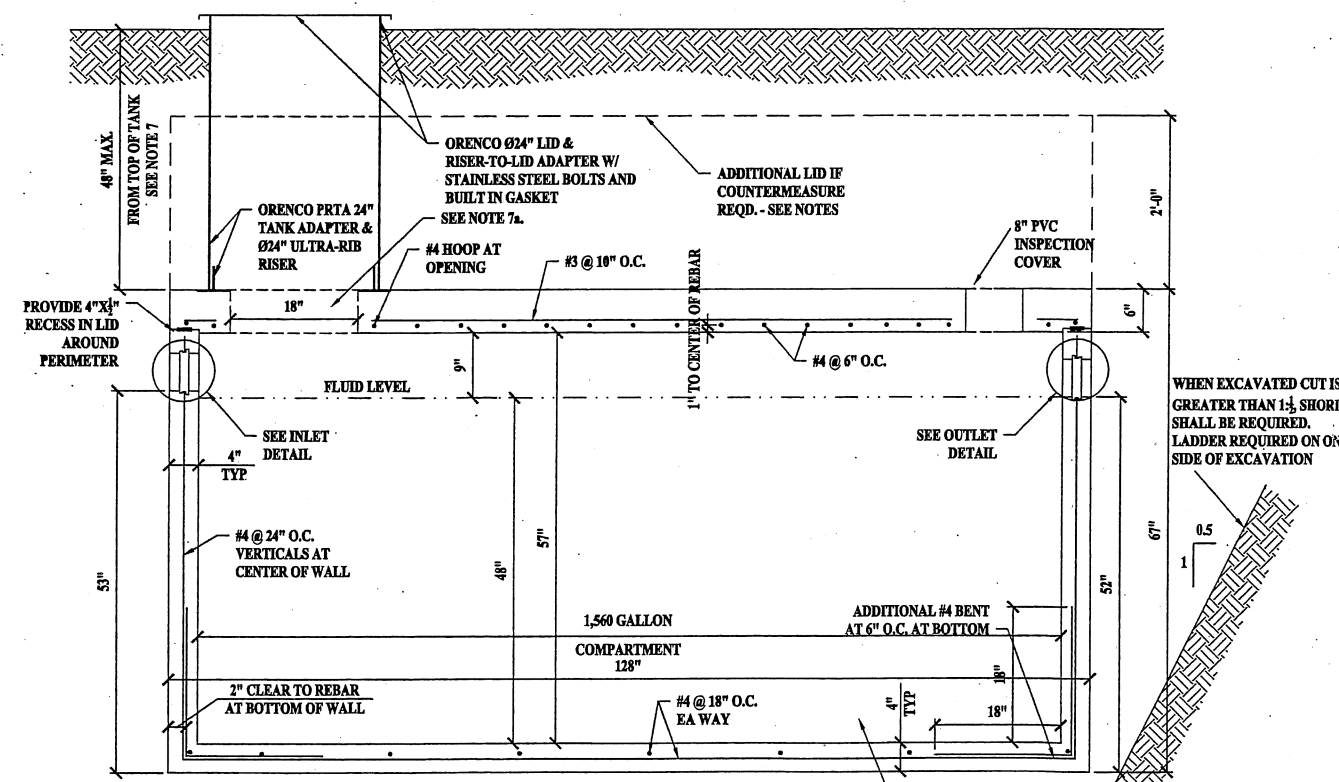 48" MAX.
FROM TOP OF TANK
SEE NOTE 7
ORENCO Ø24" LID &
RISER-TO-LID ADAPTER W/
STAINLESS STEEL BOLTS AND
BUILT IN GASKET
ADDITIONAL LID IF
COUNTERMEASURE
REQD. - SEE NOTES
2'-0"
ORENCO PRTA 24"
TANK ADAPTER &
Ø24" ULTRA-RIB
RISER
SEE NOTE 7a.
#4 HOOP AT
OPENING
#3 @ 10" O.C.
8" PVC
INSPECTION
COVER
PROVIDE 4"X½"
RECESS IN LID
AROUND
PERIMETER
18"
1" TO CENTER OF REBAR
6"
9"
#4 @ 6" O.C.
FLUID LEVEL
WHEN EXCAVATED CUT IS
GREATER THAN 1:½ SHORI
SHALL BE REQUIRED.
LADDER REQUIRED ON ON
SIDE OF EXCAVATION
SEE INLET
DETAIL
SEE OUTLET
DETAIL
4"
TYP
#4 @ 24" O.C.
VERTICALS AT
CENTER OF WALL
53"
48"
57"
52"
67"
0.5
1
1,560 GALLON
COMPARTMENT
128"
ADDITIONAL #4 BENT
AT 6" O.C. AT BOTTOM
18"
2" CLEAR TO REBAR
AT BOTTOM OF WALL
#4 @ 18" O.C.
EA WAY
4"
TYP
18"